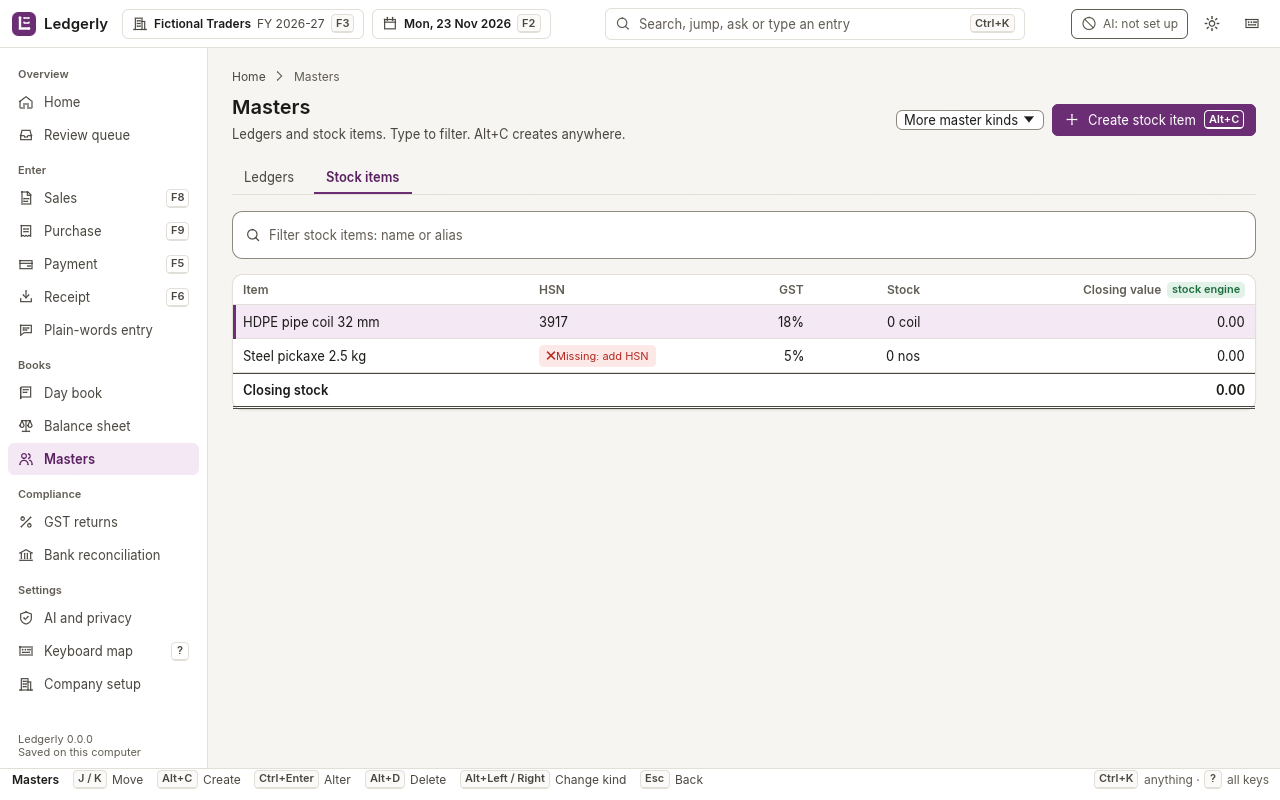 Ledgerly
Fictional Traders FY 2026-27 F3
Mon, 23 Nov 2026 F2
Search, jump, ask or type an entry Ctrl+K
AI: not set up
Overview
Home
Review queue
Enter
Sales F8
Purchase F9
Payment F5
Receipt F6
Plain-words entry
Books
Day book
Balance sheet
Masters
Compliance
GST returns
Bank reconciliation
Settings
AI and privacy
Keyboard map ?
Company setup
Ledgerly 0.0.0
Saved on this computer
Home Masters
Masters
Ledgers and stock items. Type to filter. Alt+C creates anywhere.
More master kinds
Create stock item Alt+C
Ledgers Stock items
Filter stock items: name or alias
Item HSN GST Stock Closing value stock engine
HDPE pipe coil 32 mm 3917 18% 0 coil 0.00
Steel pickaxe 2.5 kg Missing: add HSN 5% 0 nos 0.00
Closing stock 0.00
Masters J / K Move Alt+C Create Ctrl+Enter Alter Alt+D Delete Alt+Left / Right Change kind Esc Back
Ctrl+K anything · ? all keys